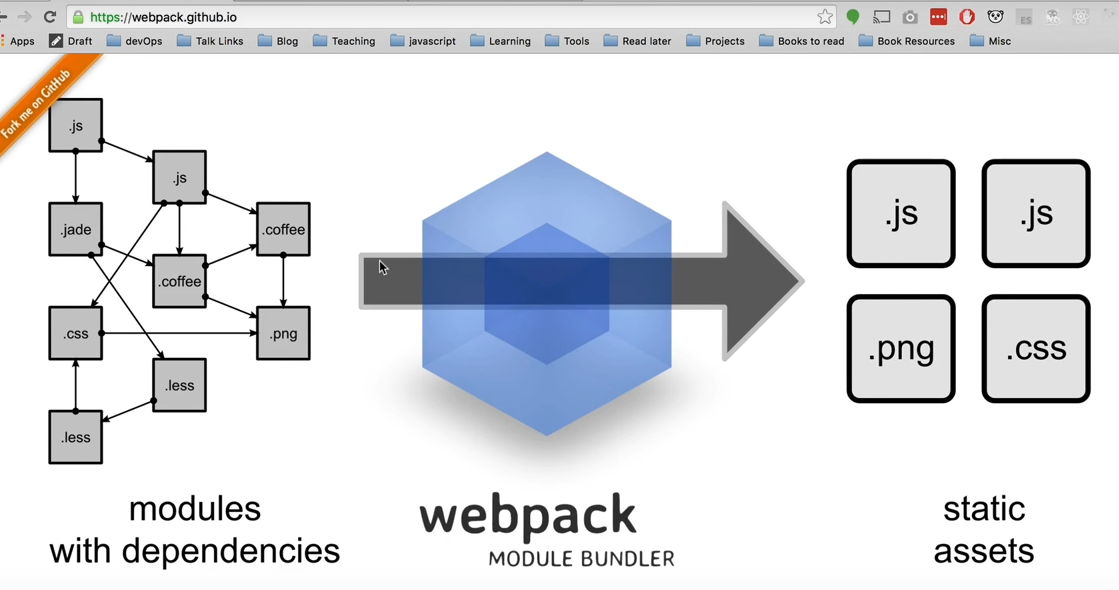 https://webpack.github.io
Apps Draft devOps Talk Links Blog Teaching javascript Learning Tools Read later Projects Books to read Book Resources Misc
Fork me on GitHub
.js
.js
.jade
.coffee
.coffee
.css
.png
.less
.less
modules
with dependencies
webpack
MODULE BUNDLER
.js
.js
.png
.css
static
assets